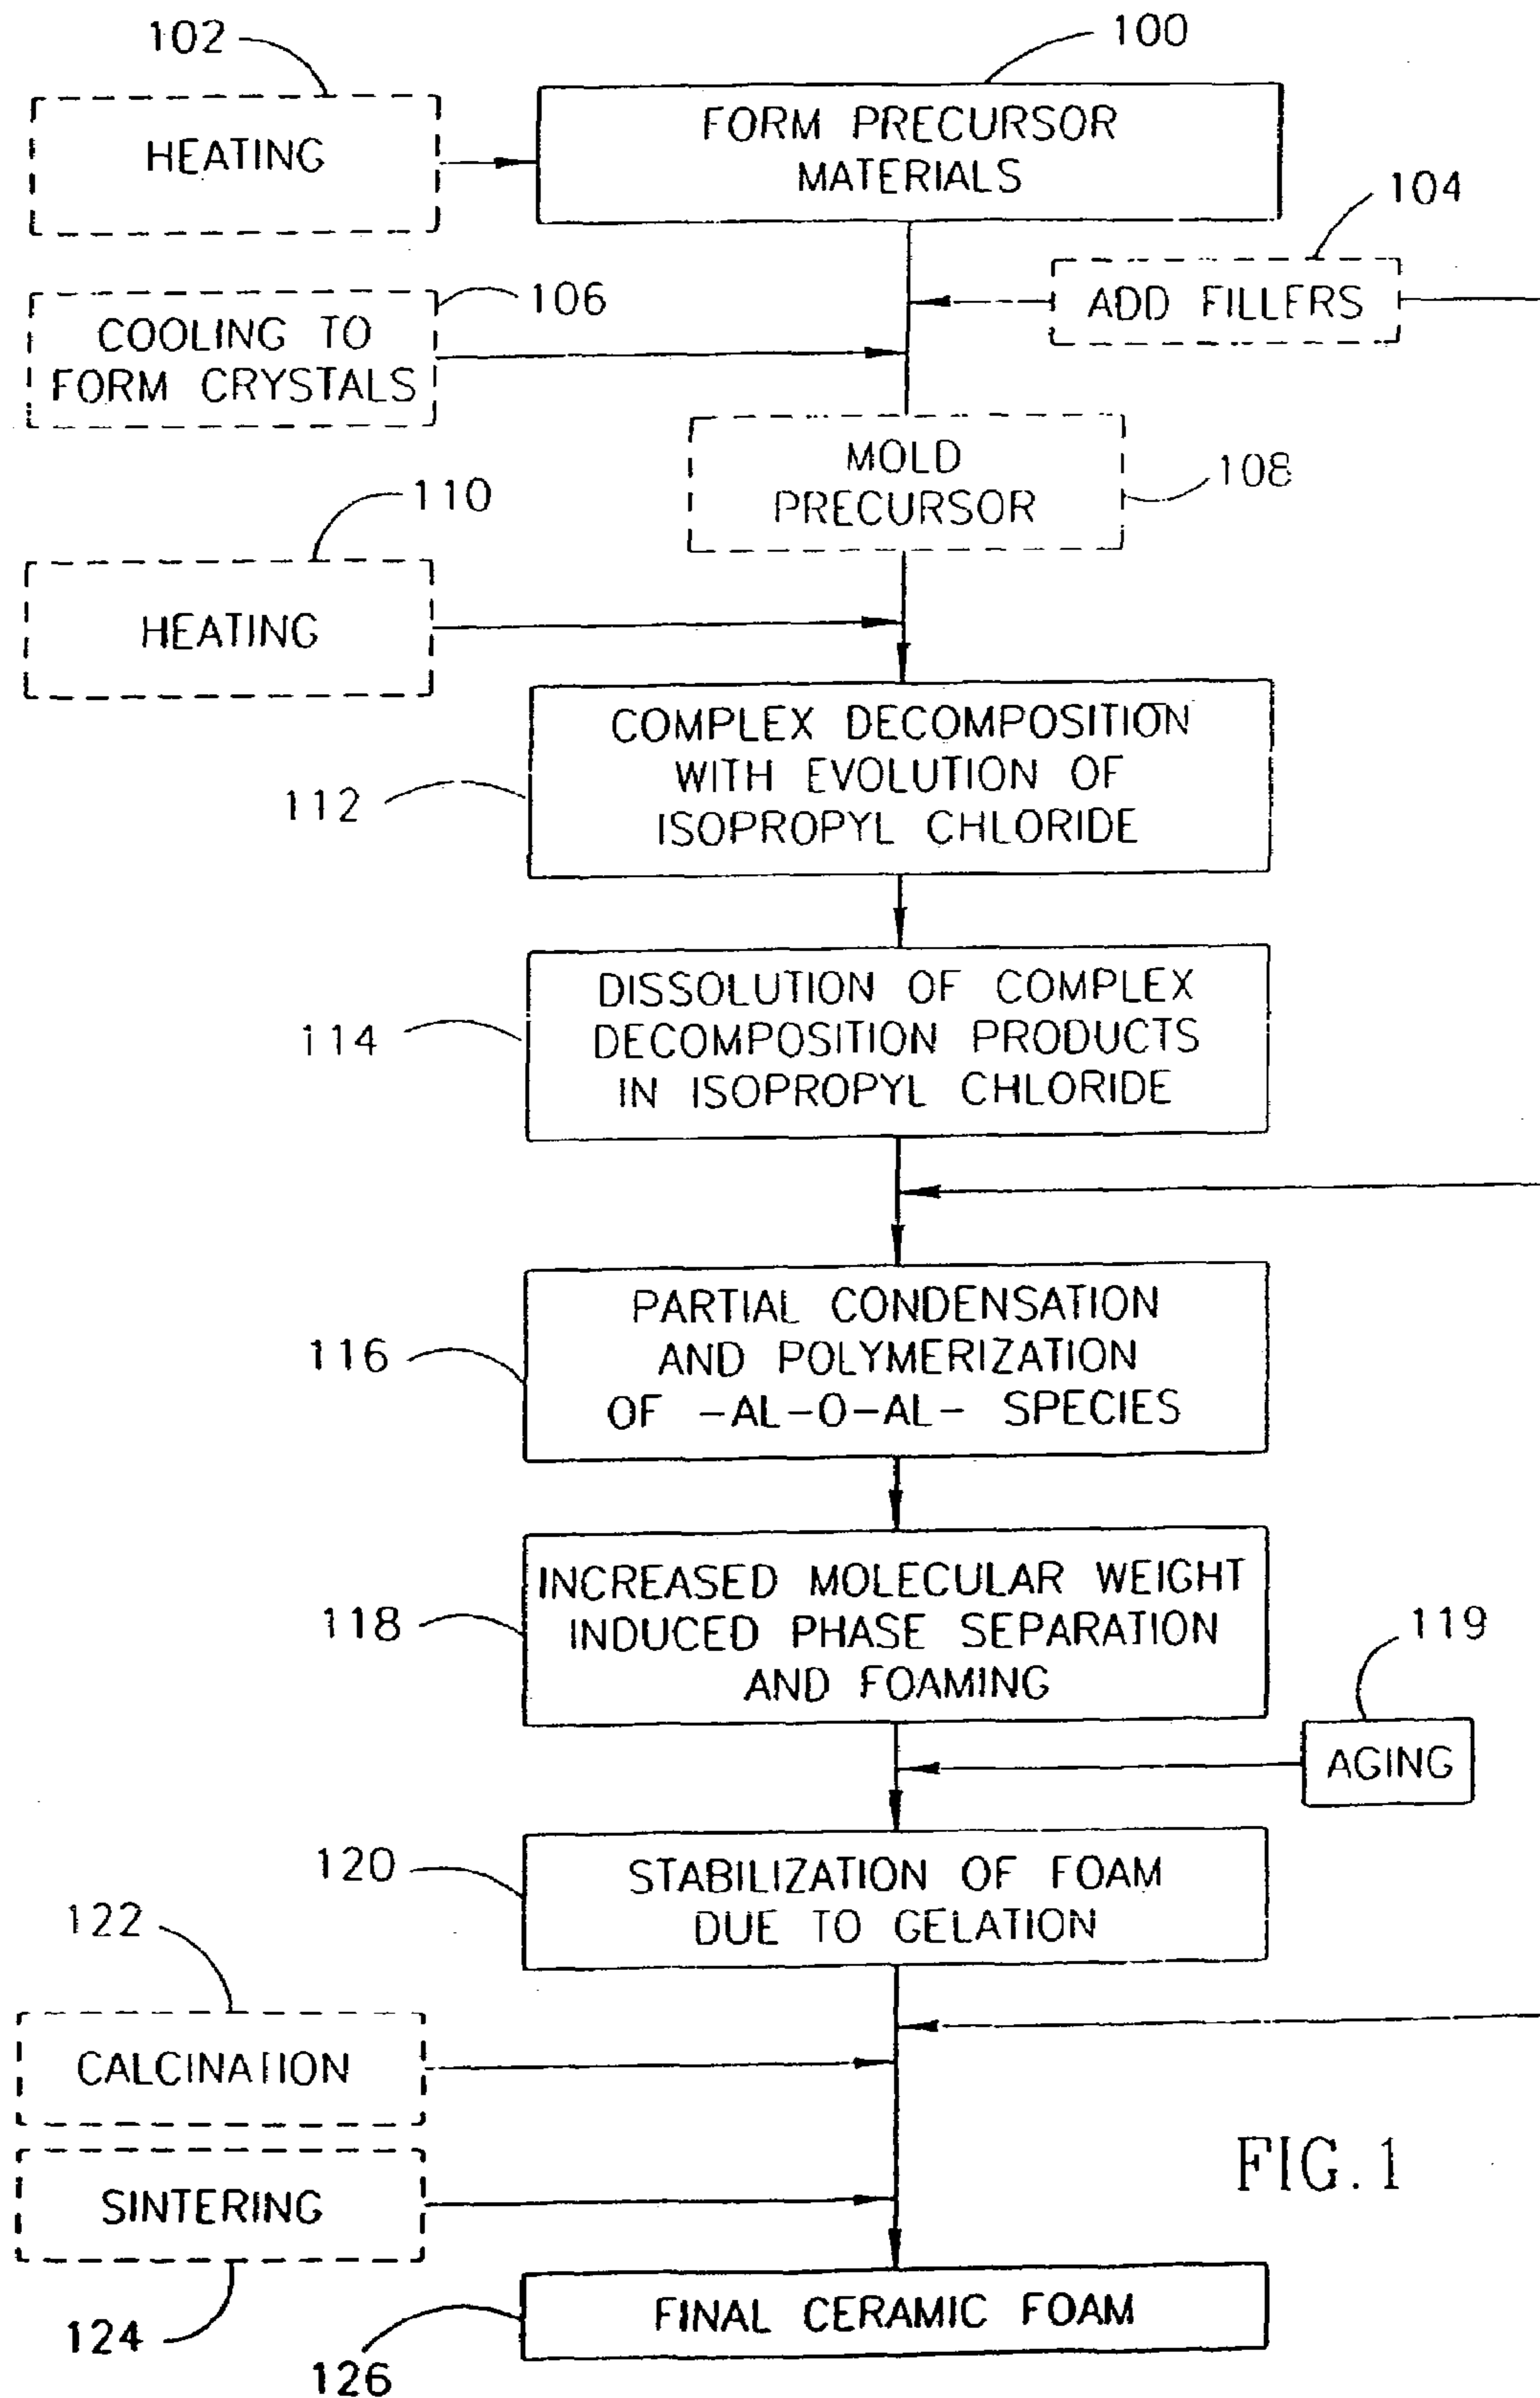 102
100
HEATING
FORM PRECURSOR
MATERIALS
104
106
ADD FILLERS
COOLING TO
FORM CRYSTALS
MOLD
PRECURSOR
108
110
HEATING
COMPLEX DECOMPOSITION
WITH EVOLUTION OF
ISOPROPYL CHLORIDE
112
DISSOLUTION OF COMPLEX
DECOMPOSITION PRODUCTS
IN ISOPROPYL CHLORIDE
114
PARTIAL CONDENSATION
AND POLYMERIZATION
OF -AL-O-AL- SPECIES
116
INCREASED MOLECULAR WEIGHT
INDUCED PHASE SEPARATION
AND FOAMING
118
119
AGING
120
STABILIZATION OF FOAM
DUE TO GELATION
122
CALCINATION
SINTERING
FIG. 1
124
FINAL CERAMIC FOAM
126